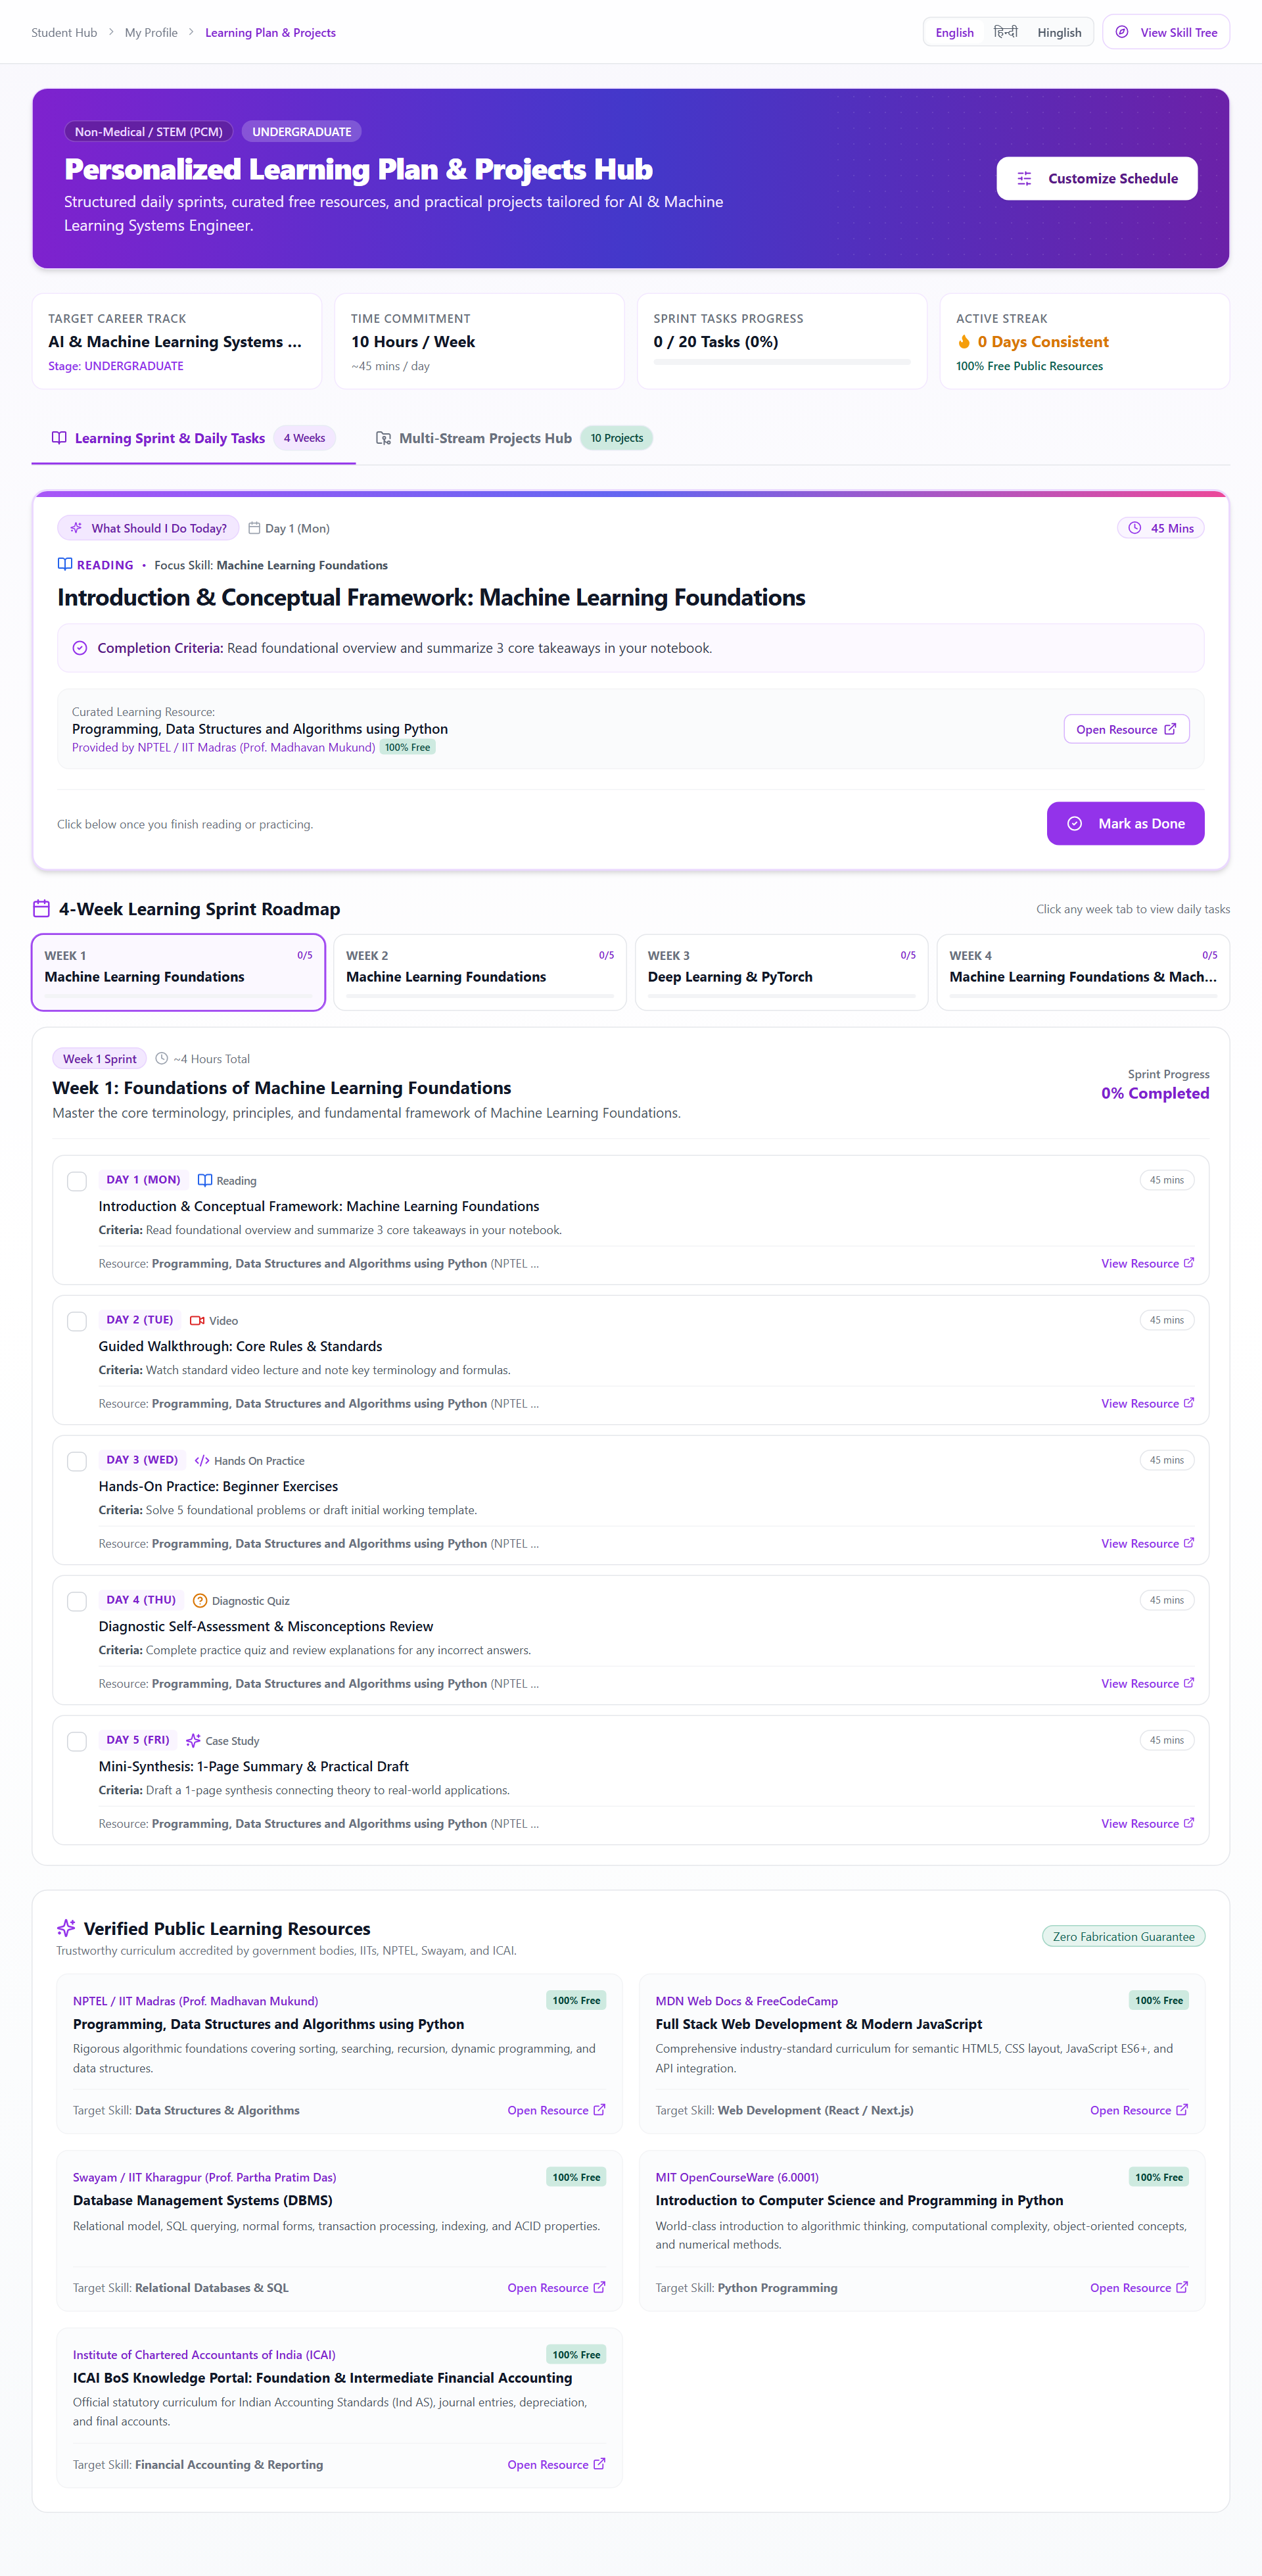 Student Hub > My Profile > Learning Plan & Projects
English हिन्दी Hinglish View Skill Tree
Non-Medical / STEM (PCM) UNDERGRADUATE
Personalized Learning Plan & Projects Hub
Structured daily sprints, curated free resources, and practical projects tailored for AI & Machine
Learning Systems Engineer.
Customize Schedule
TARGET CAREER TRACK
AI & Machine Learning Systems ...
Stage: UNDERGRADUATE
TIME COMMITMENT
10 Hours / Week
~45 mins / day
SPRINT TASKS PROGRESS
0 / 20 Tasks (0%)
ACTIVE STREAK
0 Days Consistent
100% Free Public Resources
Learning Sprint & Daily Tasks 4 Weeks
Multi-Stream Projects Hub 10 Projects
What Should I Do Today? Day 1 (Mon) 45 Mins
READING • Focus Skill: Machine Learning Foundations
Introduction & Conceptual Framework: Machine Learning Foundations
Completion Criteria: Read foundational overview and summarize 3 core takeaways in your notebook.
Curated Learning Resource:
Programming, Data Structures and Algorithms using Python
Provided by NPTEL / IIT Madras (Prof. Madhavan Mukund) 100% Free
Open Resource
Click below once you finish reading or practicing.
Mark as Done
4-Week Learning Sprint Roadmap
Click any week tab to view daily tasks
WEEK 1 0/5
Machine Learning Foundations
WEEK 2 0/5
Machine Learning Foundations
WEEK 3 0/5
Deep Learning & PyTorch
WEEK 4 0/5
Machine Learning Foundations & Mach...
Week 1 Sprint ~4 Hours Total
Week 1: Foundations of Machine Learning Foundations
Master the core terminology, principles, and fundamental framework of Machine Learning Foundations.
Sprint Progress
0% Completed
DAY 1 (MON) Reading 45 mins
Introduction & Conceptual Framework: Machine Learning Foundations
Criteria: Read foundational overview and summarize 3 core takeaways in your notebook.
Resource: Programming, Data Structures and Algorithms using Python (NPTEL ... View Resource
DAY 2 (TUE) Video 45 mins
Guided Walkthrough: Core Rules & Standards
Criteria: Watch standard video lecture and note key terminology and formulas.
Resource: Programming, Data Structures and Algorithms using Python (NPTEL ... View Resource
DAY 3 (WED) Hands On Practice 45 mins
Hands-On Practice: Beginner Exercises
Criteria: Solve 5 foundational problems or draft initial working template.
Resource: Programming, Data Structures and Algorithms using Python (NPTEL ... View Resource
DAY 4 (THU) Diagnostic Quiz 45 mins
Diagnostic Self-Assessment & Misconceptions Review
Criteria: Complete practice quiz and review explanations for any incorrect answers.
Resource: Programming, Data Structures and Algorithms using Python (NPTEL ... View Resource
DAY 5 (FRI) Case Study 45 mins
Mini-Synthesis: 1-Page Summary & Practical Draft
Criteria: Draft a 1-page synthesis connecting theory to real-world applications.
Resource: Programming, Data Structures and Algorithms using Python (NPTEL ... View Resource
Verified Public Learning Resources
Trustworthy curriculum accredited by government bodies, IITs, NPTEL, Swayam, and ICAI.
Zero Fabrication Guarantee
NPTEL / IIT Madras (Prof. Madhavan Mukund) 100% Free
Programming, Data Structures and Algorithms using Python
Rigorous algorithmic foundations covering sorting, searching, recursion, dynamic programming, and
data structures.
Target Skill: Data Structures & Algorithms Open Resource
MDN Web Docs & FreeCodeCamp 100% Free
Full Stack Web Development & Modern JavaScript
Comprehensive industry-standard curriculum for semantic HTML5, CSS layout, JavaScript ES6+, and
API integration.
Target Skill: Web Development (React / Next.js) Open Resource
Swayam / IIT Kharagpur (Prof. Partha Pratim Das) 100% Free
Database Management Systems (DBMS)
Relational model, SQL querying, normal forms, transaction processing, indexing, and ACID properties.
Target Skill: Relational Databases & SQL Open Resource
MIT OpenCourseWare (6.0001) 100% Free
Introduction to Computer Science and Programming in Python
World-class introduction to algorithmic thinking, computational complexity, object-oriented concepts,
and numerical methods.
Target Skill: Python Programming Open Resource
Institute of Chartered Accountants of India (ICAI) 100% Free
ICAI BoS Knowledge Portal: Foundation & Intermediate Financial Accounting
Official statutory curriculum for Indian Accounting Standards (Ind AS), journal entries, depreciation,
and final accounts.
Target Skill: Financial Accounting & Reporting Open Resource